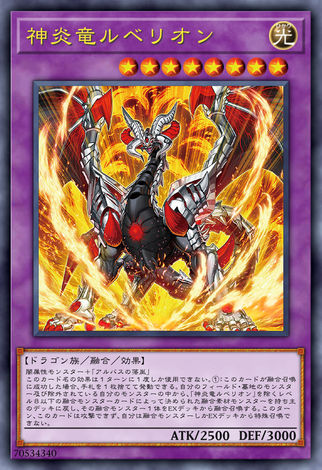 神炎竜ルベリオン
光
【ドラゴン族／融合／効果】
闇属性モンスター＋「アルバスの落胤」
このカード名の効果は１ターンに１度しか使用できない。①：このカードが融合召喚
に成功した場合、手札を１枚捨てて発動できる。自分のフィールド・墓地のモンスタ
ー及び除外されている自分のモンスターの中から、「神炎竜ルベリオン」を除くレベ
ル８以下の融合モンスターカードによって決められた融合素材モンスターを持ち主
のデッキに戻し、その融合モンスター１体をEXデッキから融合召喚する。このター
ン、このカードは攻撃できず、自分は融合モンスターしかEXデッキから特殊召喚で
きない。
ATK/2500 DEF/3000
70534340